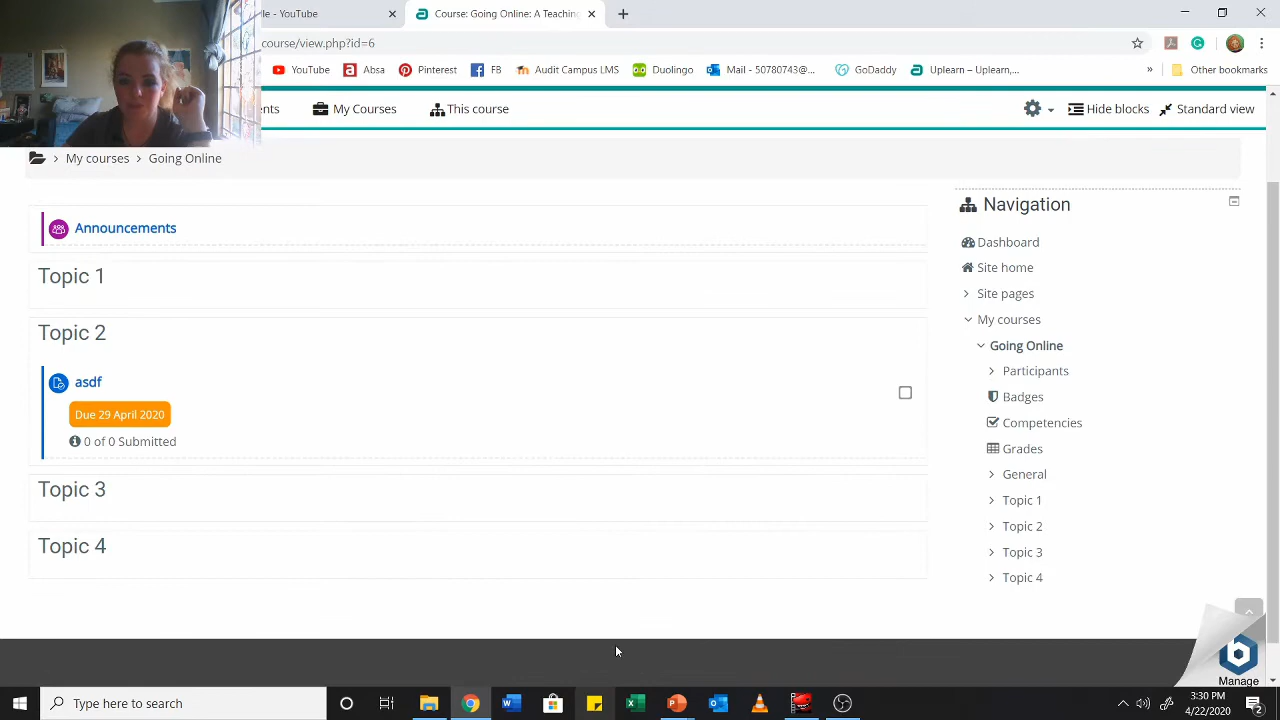 le - YouTube
Course: Going Online: A Teaching
course/view.php?id=6
YouTube
Absa
Pinterest
FB
Audit Campus LMS
Duolingo
Mail - 50780743@...
GoDaddy
Uplearn – Uplearn,...
»
Other bookmarks
ents
My Courses
This course
Hide blocks
Standard view
My courses
Going Online
Announcements
Topic 1
Topic 2
asdf
Due 29 April 2020
0 of 0 Submitted
Topic 3
Topic 4
Navigation
Dashboard
Site home
Site pages
My courses
Going Online
Participants
Badges
Competencies
Grades
General
Topic 1
Topic 2
Topic 3
Topic 4
Manage
Type here to search
3:30 PM
4/22/2020
2